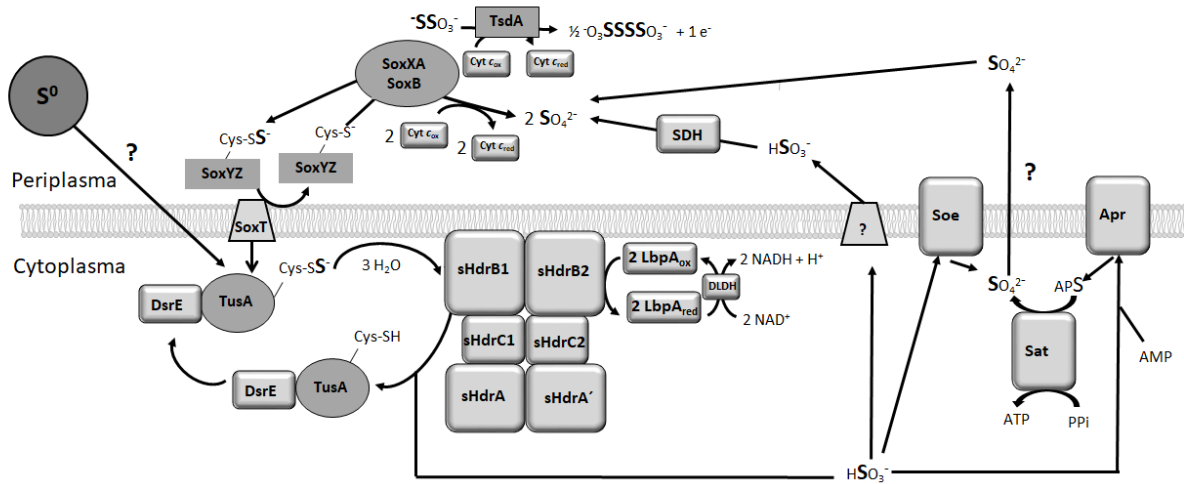 ⁻SSO₃⁻
TsdA
½ ⁻O₃SSSSO₃⁻ + 1 e⁻
Cyt cox
Cyt cred
SoxXA
SoxB
S⁰
SO₄²⁻
2 SO₄²⁻
SDH
HSO₃⁻
2
Cyt cox
2
Cyt cred
Cys-SS⁻
Cys-S⁻
SoxYZ
SoxYZ
?
?
Periplasma
SoxT
?
Soe
Apr
Cytoplasma
Cys-SS⁻
3 H₂O
sHdrB1
sHdrB2
2 LbpAox
2 NADH + H⁺
DLDH
2 LbpAred
2 NAD⁺
DsrE
TusA
SO₄²⁻
APS
Cys-SH
sHdrC1
sHdrC2
Sat
AMP
DsrE
TusA
sHdrA
sHdrA´
ATP
PPi
HSO₃⁻